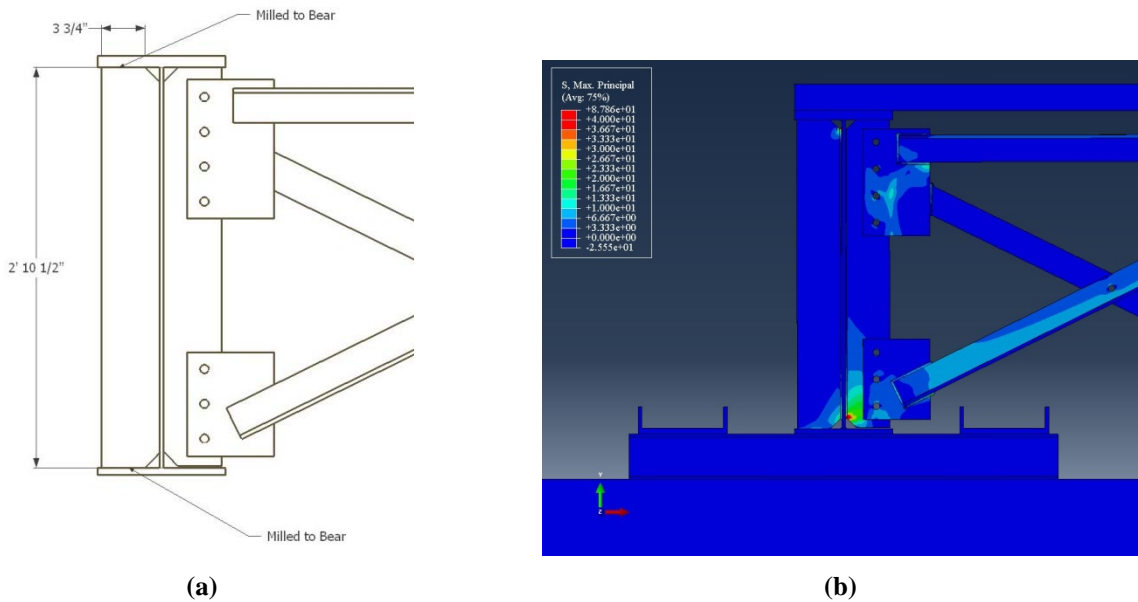 Milled to Bear
3 3/4"
2' 10 1/2"
Milled to Bear
(a)
S, Max. Principal
(Avg: 75%)
+8.786e+01
+4.000e+01
+3.667e+01
+3.333e+01
+3.000e+01
+2.667e+01
+2.333e+01
+2.000e+01
+1.667e+01
+1.333e+01
+1.000e+01
+6.667e+00
+3.333e+00
+0.000e+00
-2.555e+01
Y
Z
(b)